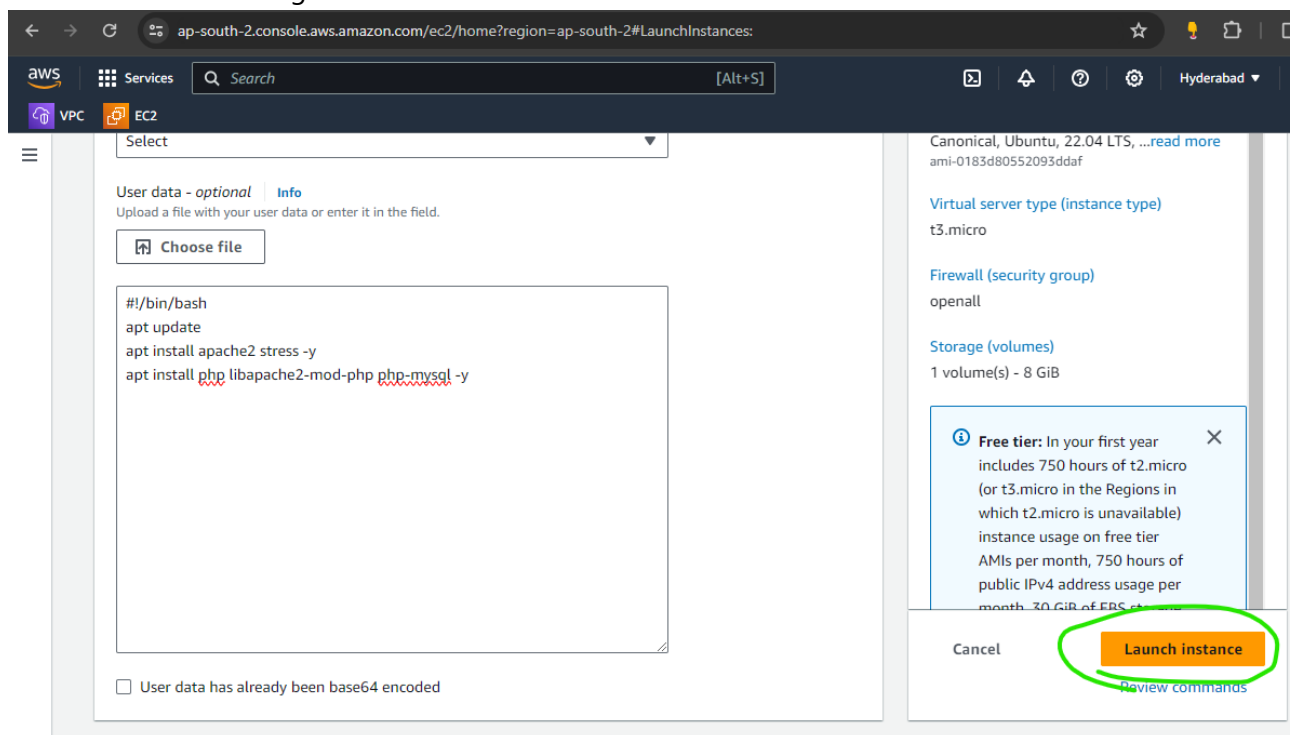 ap-south-2.console.aws.amazon.com/ec2/home?region=ap-south-2#LaunchInstances:
aws
Services
Search
[Alt+S]
Hyderabad
VPC
EC2
Select
User data - optional
Info
Upload a file with your user data or enter it in the field.
Choose file
#!/bin/bash
apt update
apt install apache2 stress -y
apt install php libapache2-mod-php php-mysql -y
User data has already been base64 encoded
Canonical, Ubuntu, 22.04 LTS, ...read more
ami-0183d80552093ddaf
Virtual server type (instance type)
t3.micro
Firewall (security group)
openall
Storage (volumes)
1 volume(s) - 8 GiB
Free tier: In your first year
includes 750 hours of t2.micro
(or t3.micro in the Regions in
which t2.micro is unavailable)
instance usage on free tier
AMIs per month, 750 hours of
public IPv4 address usage per
month, 30 GiB of EBS storage
Cancel
Launch instance
Review commands